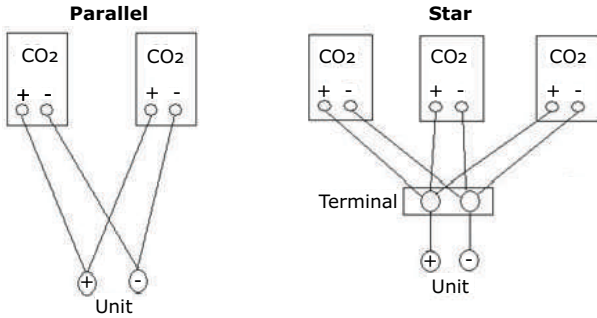 Parallel
CO2 CO2
+ - + -
+ -
Unit
Star
CO2 CO2 CO2
+ - + - + -
Terminal
+ -
Unit